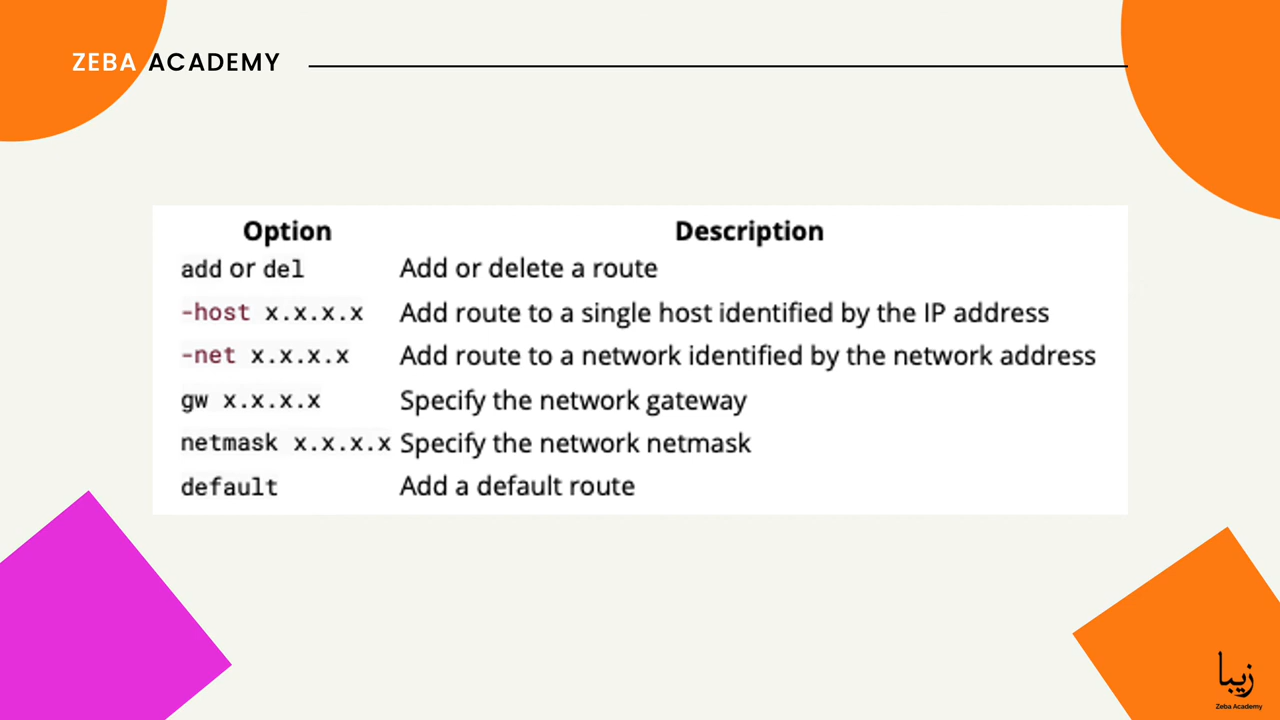 ZEBA ACADEMY
Option Description
add or del Add or delete a route
-host x.x.x.x Add route to a single host identified by the IP address
-net x.x.x.x Add route to a network identified by the network address
gw x.x.x.x Specify the network gateway
netmask x.x.x.x Specify the network netmask
default Add a default route
زیبا
Zeba Academy